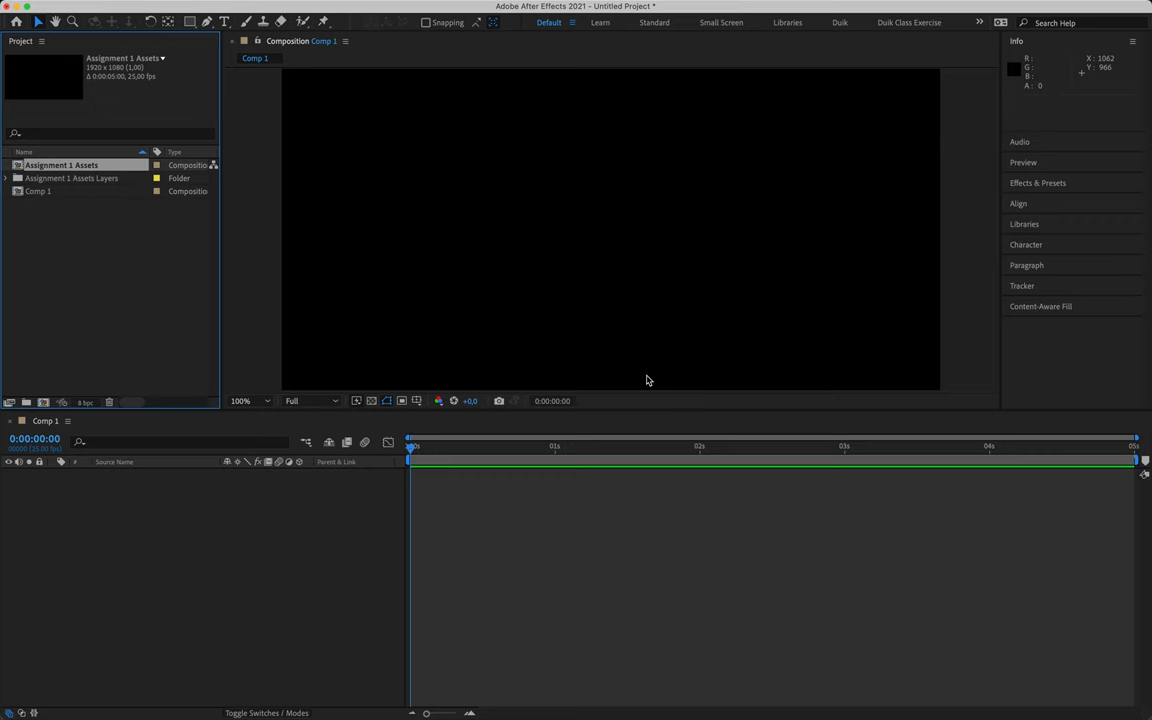 Adobe After Effects 2021 - Untitled Project *
Snapping
Default
Learn
Standard
Small Screen
Libraries
Duik
Duik Class Exercise
Search Help
Project
Assignment 1 Assets
1920 x 1080 (1,00)
Δ 0:00:05:00, 25,00 fps
Name
Type
Assignment 1 Assets
Compositio
Assignment 1 Assets Layers
Folder
Comp 1
Compositio
8 bpc
Composition Comp 1
Comp 1
100%
Full
+0,0
0:00:00:00
Info
R :
G :
B :
A : 0
X : 1062
Y : 966
Audio
Preview
Effects & Presets
Align
Libraries
Character
Paragraph
Tracker
Content-Aware Fill
Comp 1
0:00:00:00
00000 (25.00 fps)
01s
02s
03s
04s
05s
#
Source Name
Parent & Link
Toggle Switches / Modes